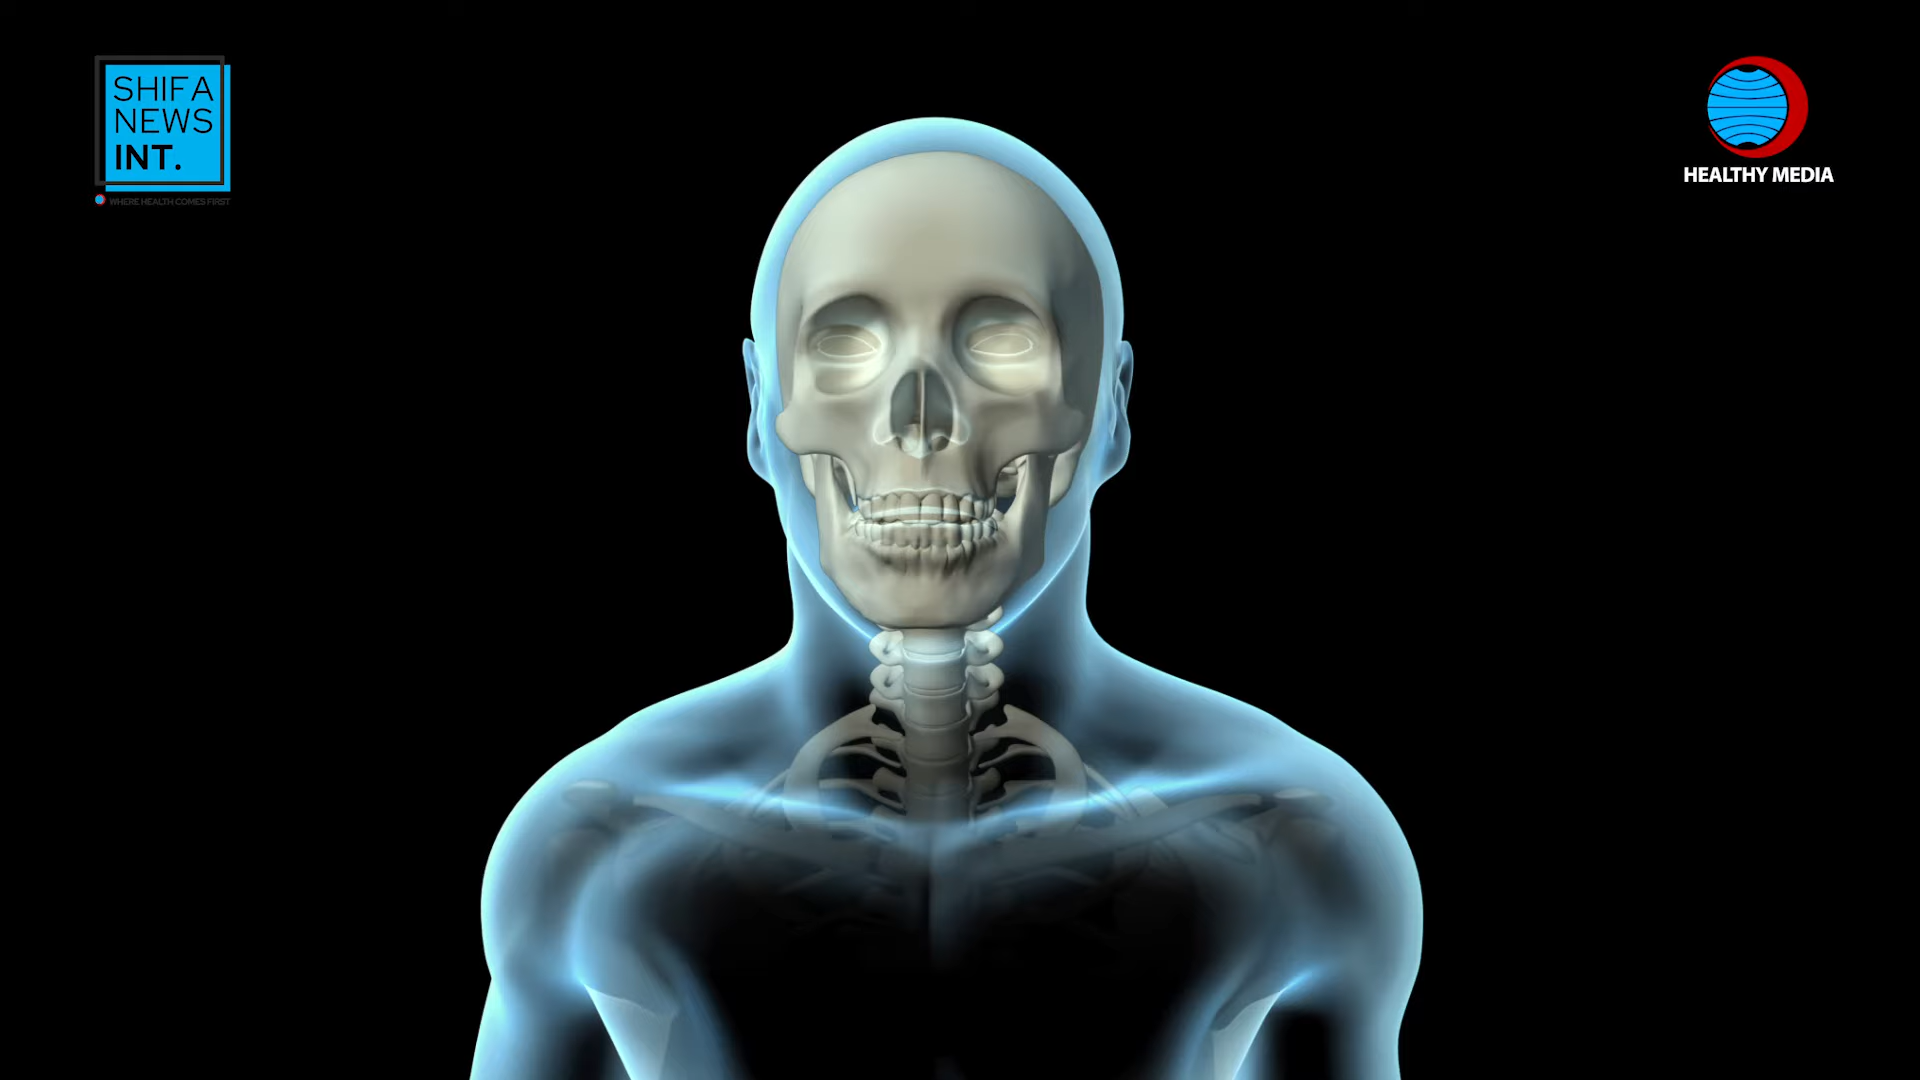 SHIFA
NEWS
INT.
WHERE HEALTH COMES FIRST
HEALTHY MEDIA